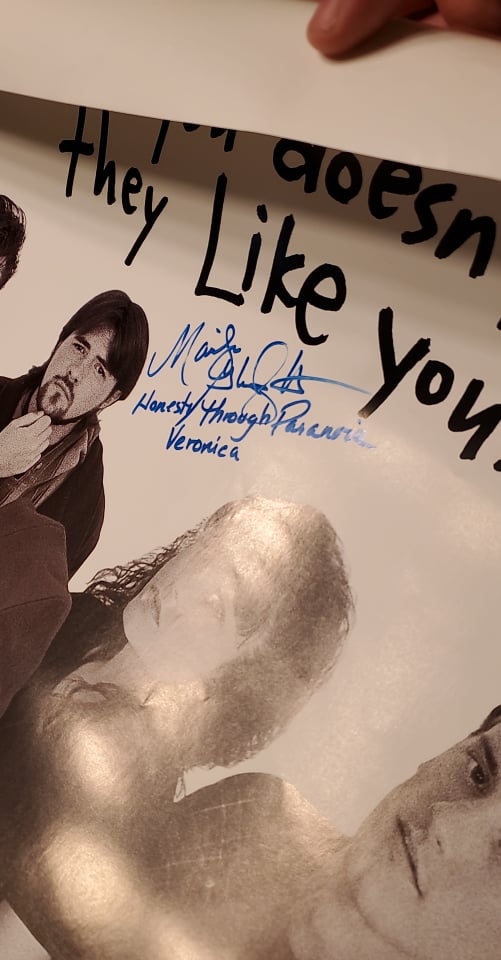 doesn
they Like you
Honesty through Paranoia
Veronica